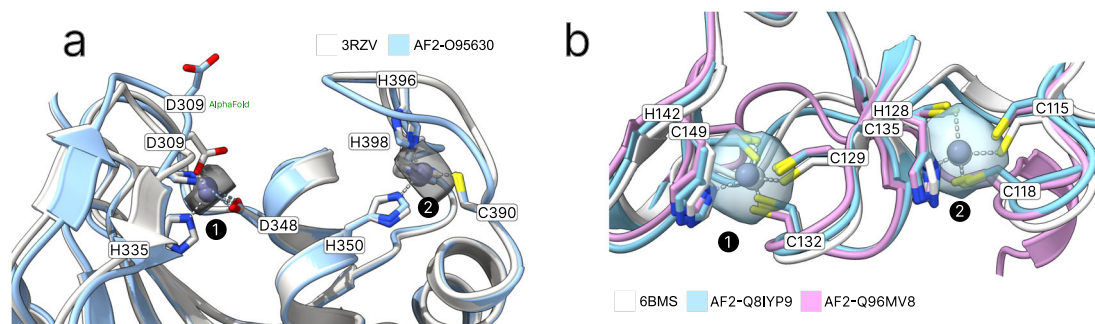 a
3RZV AF2-O95630
D309 AlphaFold
D309
H396
H398
1
2
C390
D348
H350
H335
b
H142
C149
H128
C135
C115
C129
C118
C132
1
2
6BMS AF2-Q8IYP9 AF2-Q96MV8